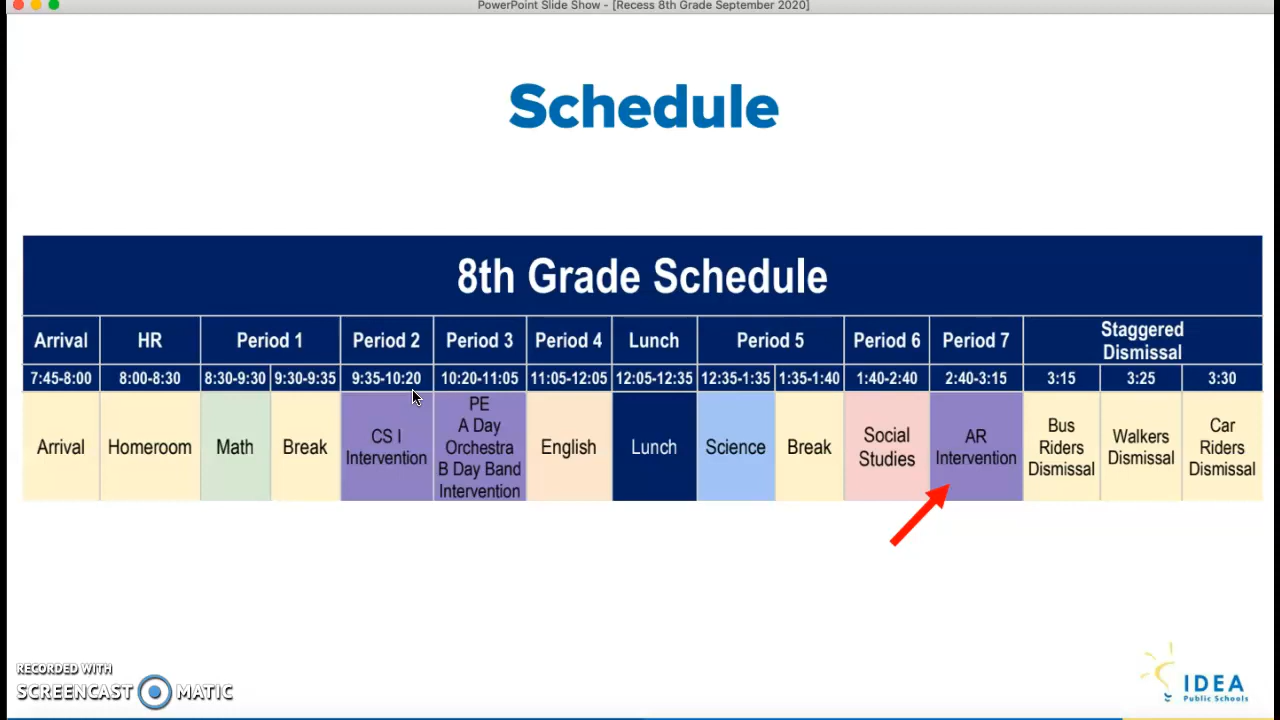 PowerPoint Slide Show - [Recess 8th Grade September 2020]
Schedule
8th Grade Schedule
Arrival HR Period 1 Period 2 Period 3 Period 4 Lunch Period 5 Period 6 Period 7 Staggered
Dismissal
7:45-8:00 8:00-8:30 8:30-9:30 9:30-9:35 9:35-10:20 10:20-11:05 11:05-12:05 12:05-12:35 12:35-1:35 1:35-1:40 1:40-2:40 2:40-3:15 3:15 3:25 3:30
Arrival
Homeroom
Math
Break
CS I
Intervention
PE
A Day
Orchestra
B Day Band
Intervention
English
Lunch
Science
Break
Social
Studies
AR
Intervention
Bus
Riders
Dismissal
Walkers
Dismissal
Car
Riders
Dismissal
RECORDED WITH
SCREENCAST MATIC
IDEA
Public Schools